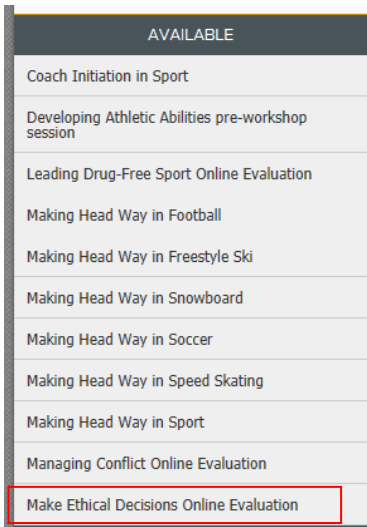 AVAILABLE
Coach Initiation in Sport
Developing Athletic Abilities pre-workshop
session
Leading Drug-Free Sport Online Evaluation
Making Head Way in Football
Making Head Way in Freestyle Ski
Making Head Way in Snowboard
Making Head Way in Soccer
Making Head Way in Speed Skating
Making Head Way in Sport
Managing Conflict Online Evaluation
Make Ethical Decisions Online Evaluation